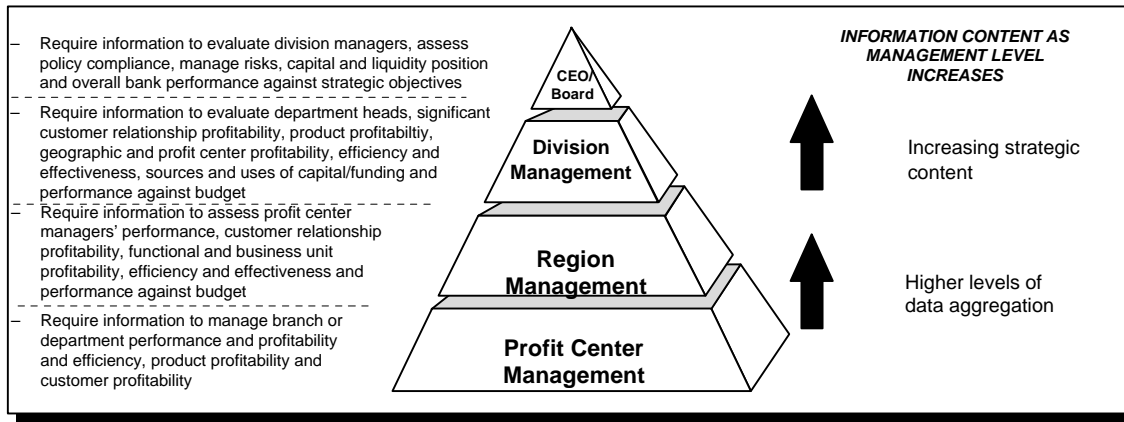 – Require information to evaluate division managers, assess
policy compliance, manage risks, capital and liquidity position
and overall bank performance against strategic objectives
– Require information to evaluate department heads, significant
customer relationship profitability, product profitabiltiy,
geographic and profit center profitability, efficiency and
effectiveness, sources and uses of capital/funding and
performance against budget
– Require information to assess profit center
managers' performance, customer relationship
profitability, functional and business unit
profitability, efficiency and effectiveness and
performance against budget
– Require information to manage branch or
department performance and profitability
and efficiency, product profitability and
customer profitability
CEO/
Board
Division
Management
Region
Management
Profit Center
Management
INFORMATION CONTENT AS
MANAGEMENT LEVEL
INCREASES
Increasing strategic
content
Higher levels of
data aggregation